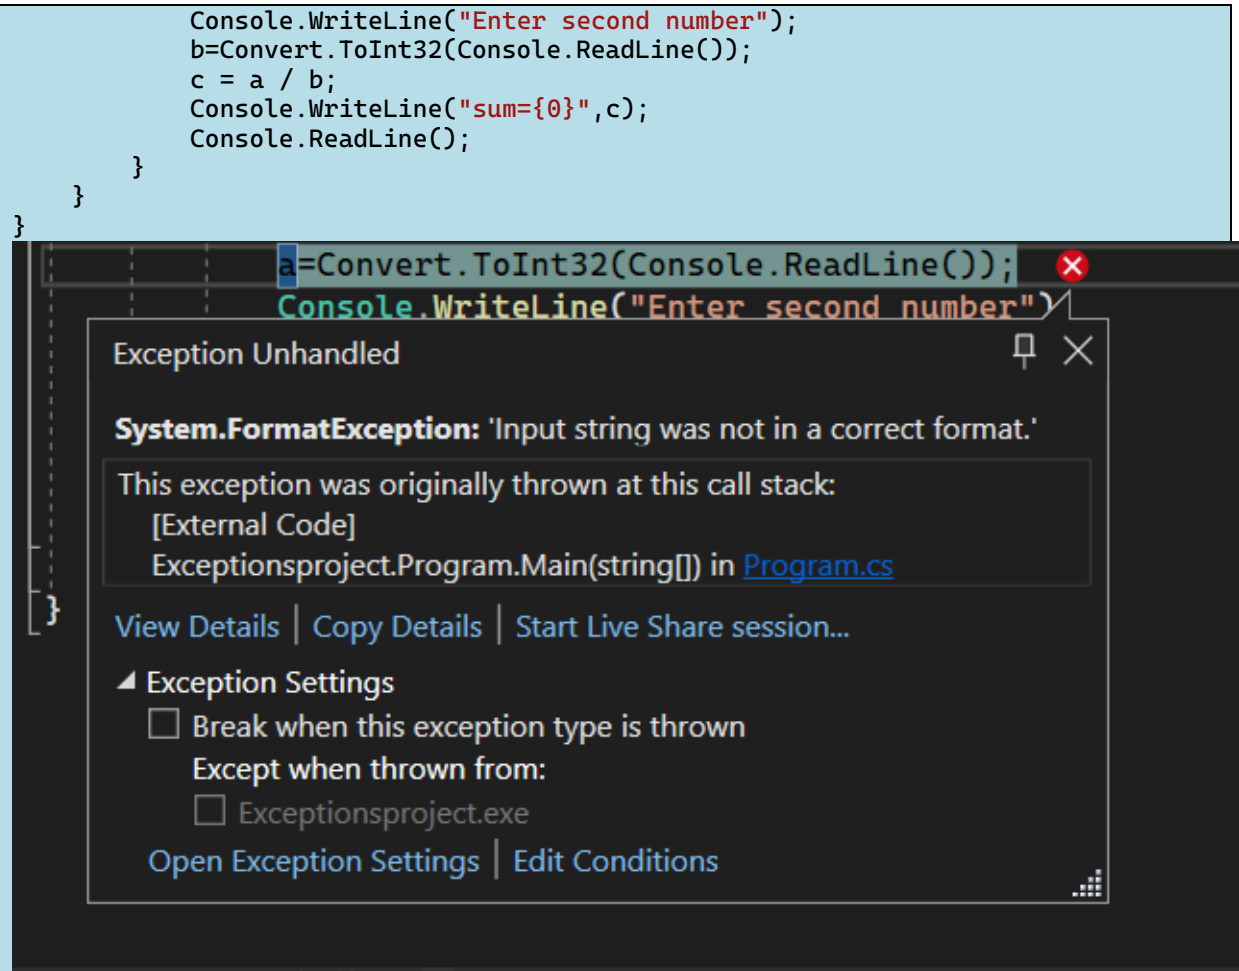 Console.WriteLine("Enter second number");
b=Convert.ToInt32(Console.ReadLine());
c = a / b;
Console.WriteLine("sum={0}",c);
Console.ReadLine();
}
}
}
a=Convert.ToInt32(Console.ReadLine());
Console.WriteLine("Enter second number")
Exception Unhandled
System.FormatException: 'Input string was not in a correct format.'
This exception was originally thrown at this call stack:
[External Code]
Exceptionsproject.Program.Main(string[]) in Program.cs
}
View Details | Copy Details | Start Live Share session...
Exception Settings
Break when this exception type is thrown
Except when thrown from:
Exceptionsproject.exe
Open Exception Settings | Edit Conditions